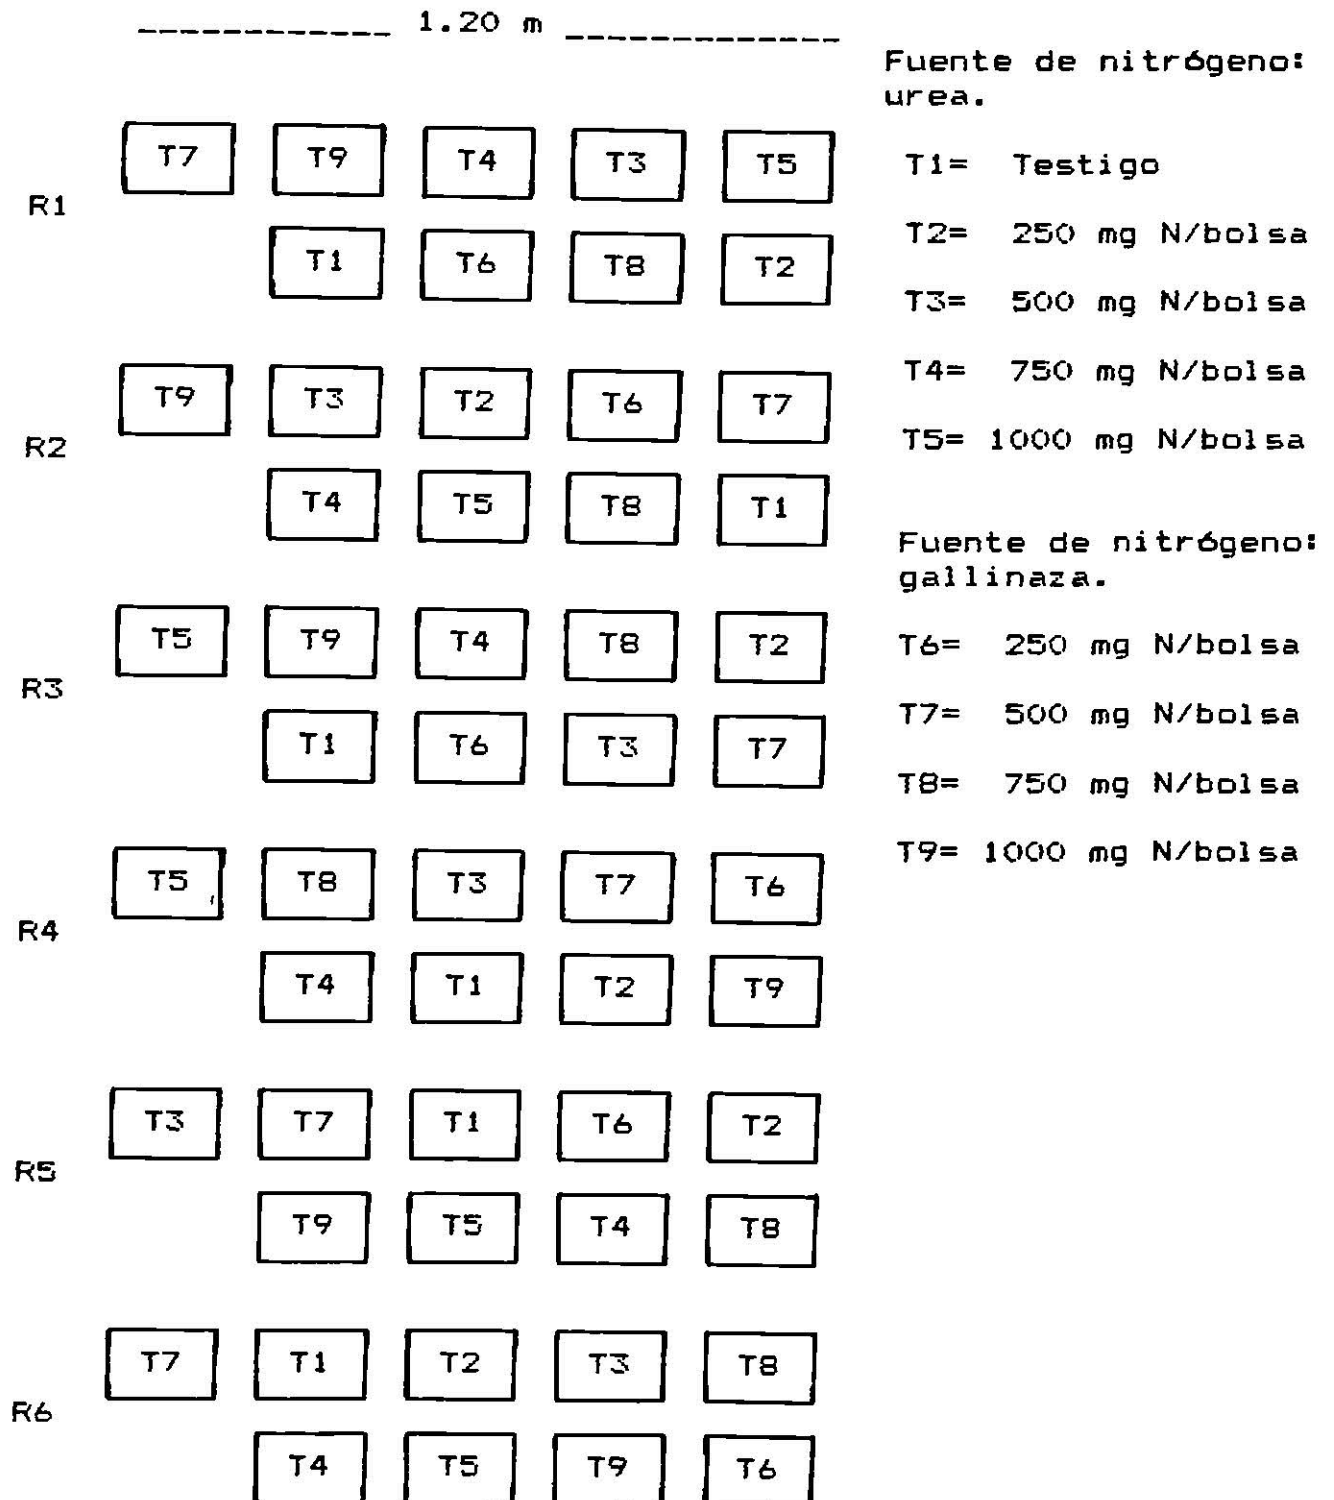 1.20 m
T7 T9 T4 T3 T5
R1
T1 T6 T8 T2
T9 T3 T2 T6 T7
R2
T4 T5 T8 T1
T5 T9 T4 T8 T2
R3
T1 T6 T3 T7
T5 T8 T3 T7 T6
R4
T4 T1 T2 T9
T3 T7 T1 T6 T2
R5
T9 T5 T4 T8
T7 T1 T2 T3 T8
R6
T4 T5 T9 T6
Fuente de nitrógeno:
urea.
T1= Testigo
T2= 250 mg N/bolsa
T3= 500 mg N/bolsa
T4= 750 mg N/bolsa
T5= 1000 mg N/bolsa
Fuente de nitrógeno:
gallinaza.
T6= 250 mg N/bolsa
T7= 500 mg N/bolsa
T8= 750 mg N/bolsa
T9= 1000 mg N/bolsa